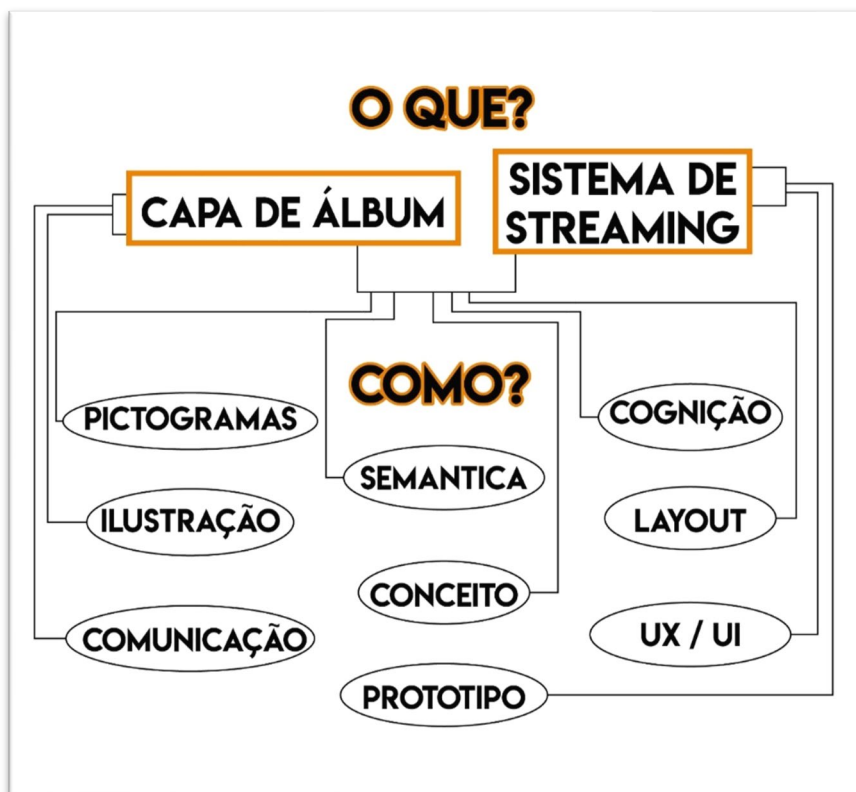 O QUE?
CAPA DE ÁLBUM
SISTEMA DE
STREAMING
COMO?
PICTOGRAMAS
COGNIÇÃO
SEMANTICA
ILUSTRAÇÃO
LAYOUT
CONCEITO
COMUNICAÇÃO
UX / UI
PROTOTIPO